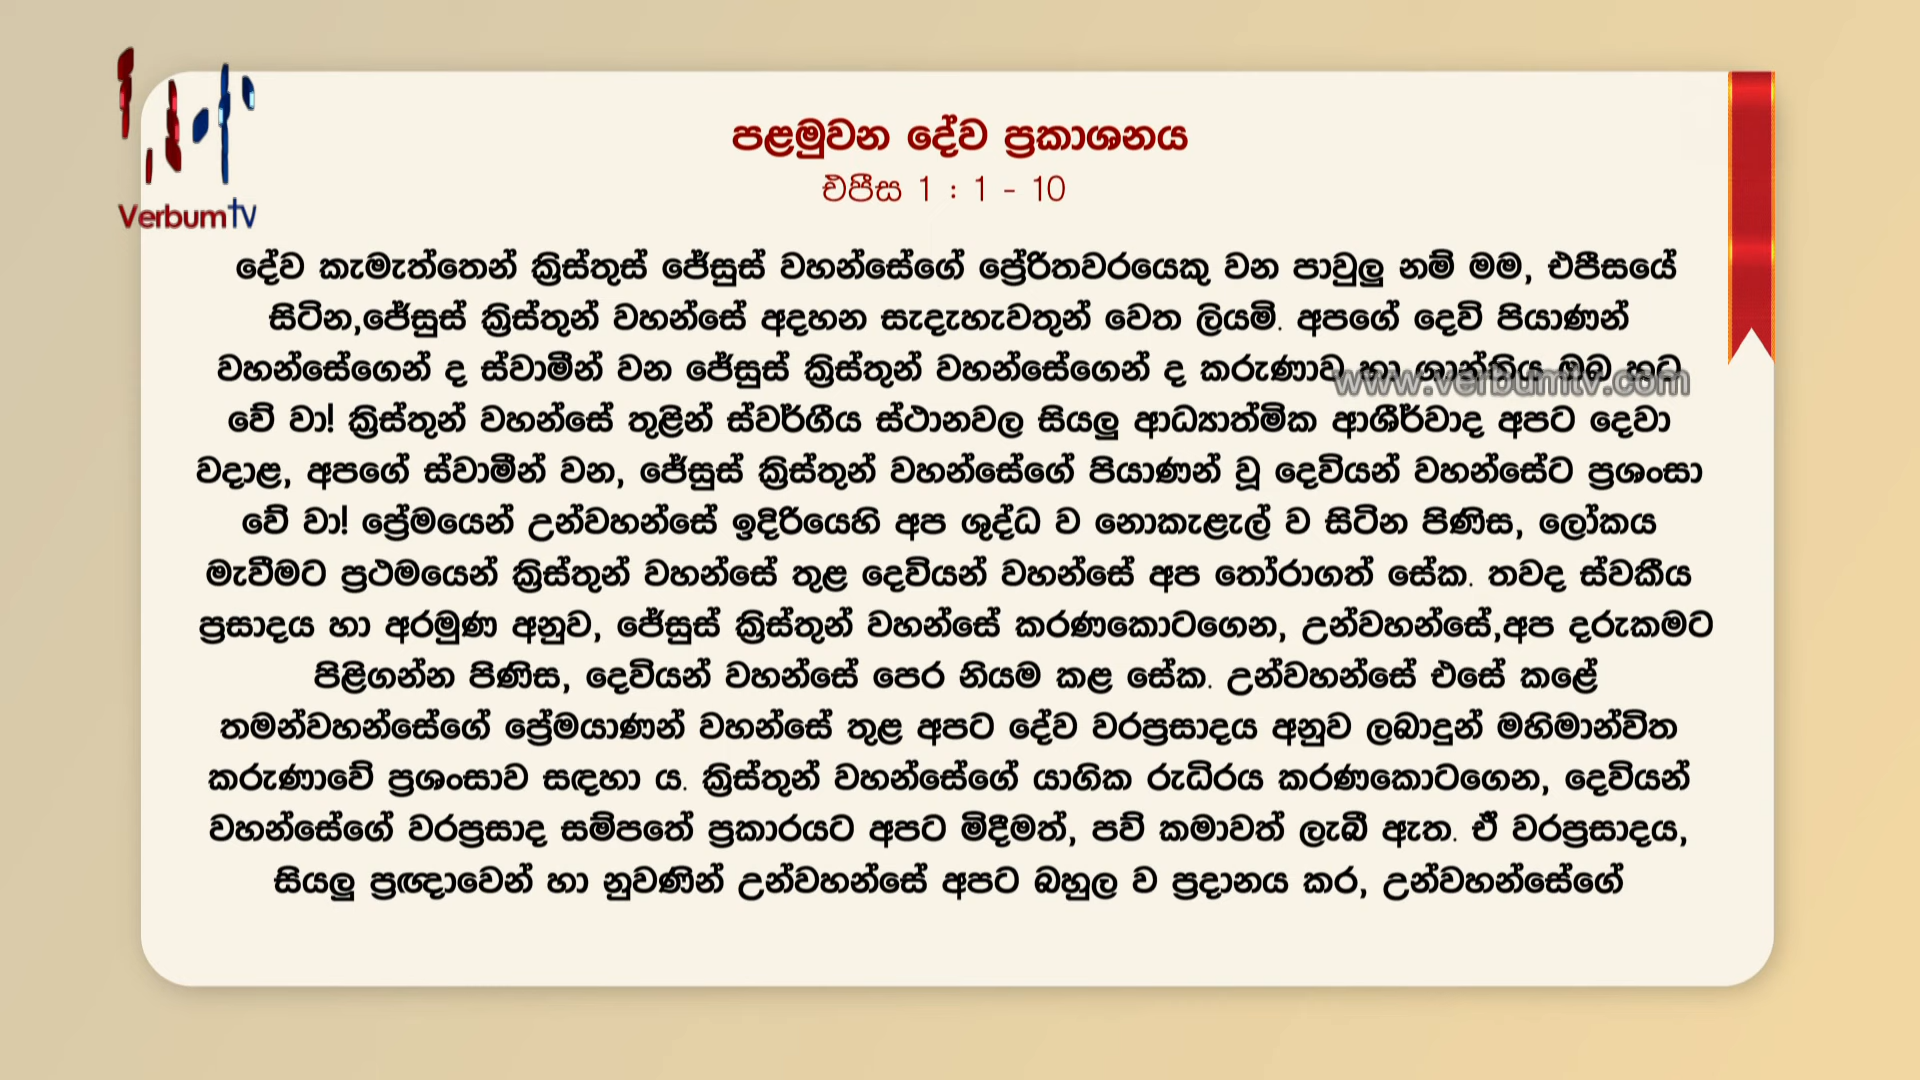 VerbumTV
පළමුවන දේව ප්‍රකාශනය
එපීස 1 : 1 - 10
දේව කැමැත්තෙන් ක්‍රිස්තුස් ජේසුස් වහන්සේගේ ප්‍රේරිතවරයෙකු වන පාවුලු නම් මම, එපීසයේ
සිටින,ජේසුස් ක්‍රිස්තුන් වහන්සේ අදහන සැදැහැවතුන් වෙත ලියමි. අපගේ දෙවි පියාණන්
වහන්සේගෙන් ද ස්වාමීන් වන ජේසුස් ක්‍රිස්තුන් වහන්සේගෙන් ද කරුණාව හා ශාන්තිය ඔබ හට
www.verbumtv.com
වේ වා! ක්‍රිස්තුන් වහන්සේ තුළින් ස්වර්ගීය ස්ථානවල සියලු ආධ්‍යාත්මික ආශීර්වාද අපට දෙවා
වදාළ, අපගේ ස්වාමීන් වන, ජේසුස් ක්‍රිස්තුන් වහන්සේගේ පියාණන් වූ දෙවියන් වහන්සේට ප්‍රශංසා
වේ වා! ප්‍රේමයෙන් උන්වහන්සේ ඉදිරියෙහි අප ශුද්ධ ව නොකැළැල් ව සිටින පිණිස, ලෝකය
මැවීමට ප්‍රථමයෙන් ක්‍රිස්තුන් වහන්සේ තුළ දෙවියන් වහන්සේ අප තෝරාගත් සේක. තවද ස්වකීය
ප්‍රසාදය හා අරමුණ අනුව, ජේසුස් ක්‍රිස්තුන් වහන්සේ කරණකොටගෙන, උන්වහන්සේ,අප දරුකමට
පිළිගන්න පිණිස, දෙවියන් වහන්සේ පෙර නියම කළ සේක. උන්වහන්සේ එසේ කළේ
තමන්වහන්සේගේ ප්‍රේමයාණන් වහන්සේ තුළ අපට දේව වරප්‍රසාදය අනුව ලබාදුන් මහිමාන්විත
කරුණාවේ ප්‍රශංසාව සඳහා ය. ක්‍රිස්තුන් වහන්සේගේ යාගික රුධිරය කරණකොටගෙන, දෙවියන්
වහන්සේගේ වරප්‍රසාද සම්පතේ ප්‍රකාරයට අපට මිදීමත්, පව් කමාවත් ලැබී ඇත. ඒ වරප්‍රසාදය,
සියලු ප්‍රඥාවෙන් හා නුවණින් උන්වහන්සේ අපට බහුල ව ප්‍රදානය කර, උන්වහන්සේගේ